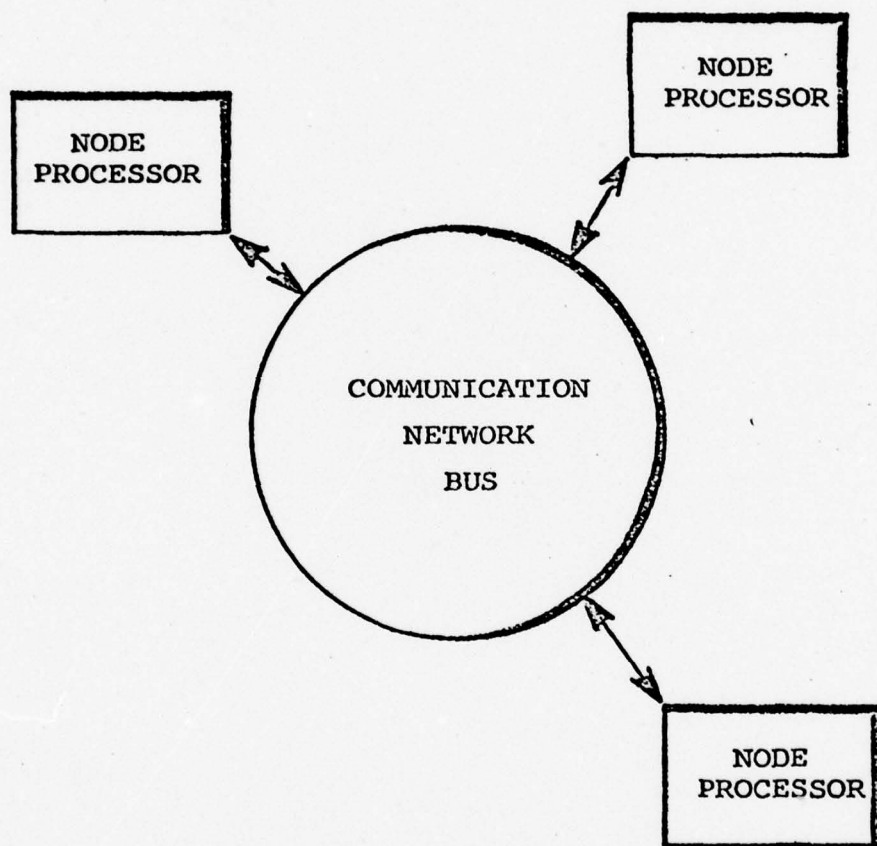 NODE
PROCESSOR
NODE
PROCESSOR
COMMUNICATION
NETWORK
BUS
NODE
PROCESSOR